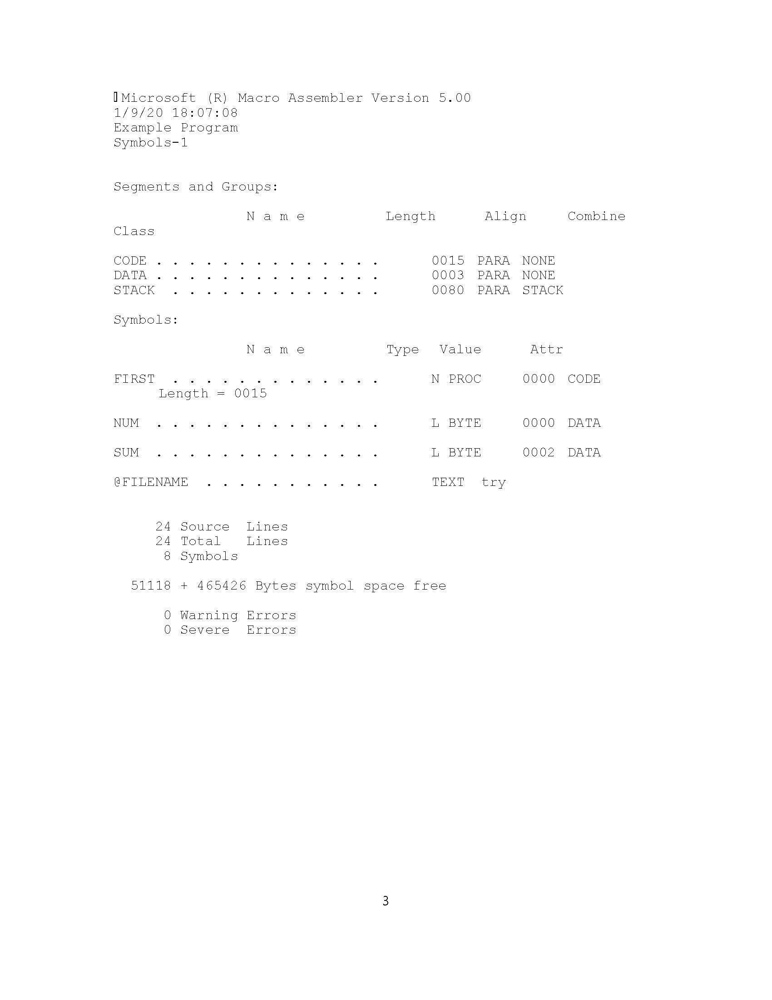 Microsoft (R) Macro Assembler Version 5.00
1/9/20 18:07:08
Example Program
Symbols-1
Segments and Groups:
N a m e Length Align Combine
Class
CODE . . . . . . . . . . . . . . 0015 PARA NONE
DATA . . . . . . . . . . . . . . 0003 PARA NONE
STACK . . . . . . . . . . . . . 0080 PARA STACK
Symbols:
N a m e Type Value Attr
FIRST . . . . . . . . . . . . . N PROC 0000 CODE
Length = 0015
NUM . . . . . . . . . . . . . . L BYTE 0000 DATA
SUM . . . . . . . . . . . . . . L BYTE 0002 DATA
@FILENAME . . . . . . . . . . . TEXT try
24 Source Lines
24 Total Lines
8 Symbols
51118 + 465426 Bytes symbol space free
0 Warning Errors
0 Severe Errors
3